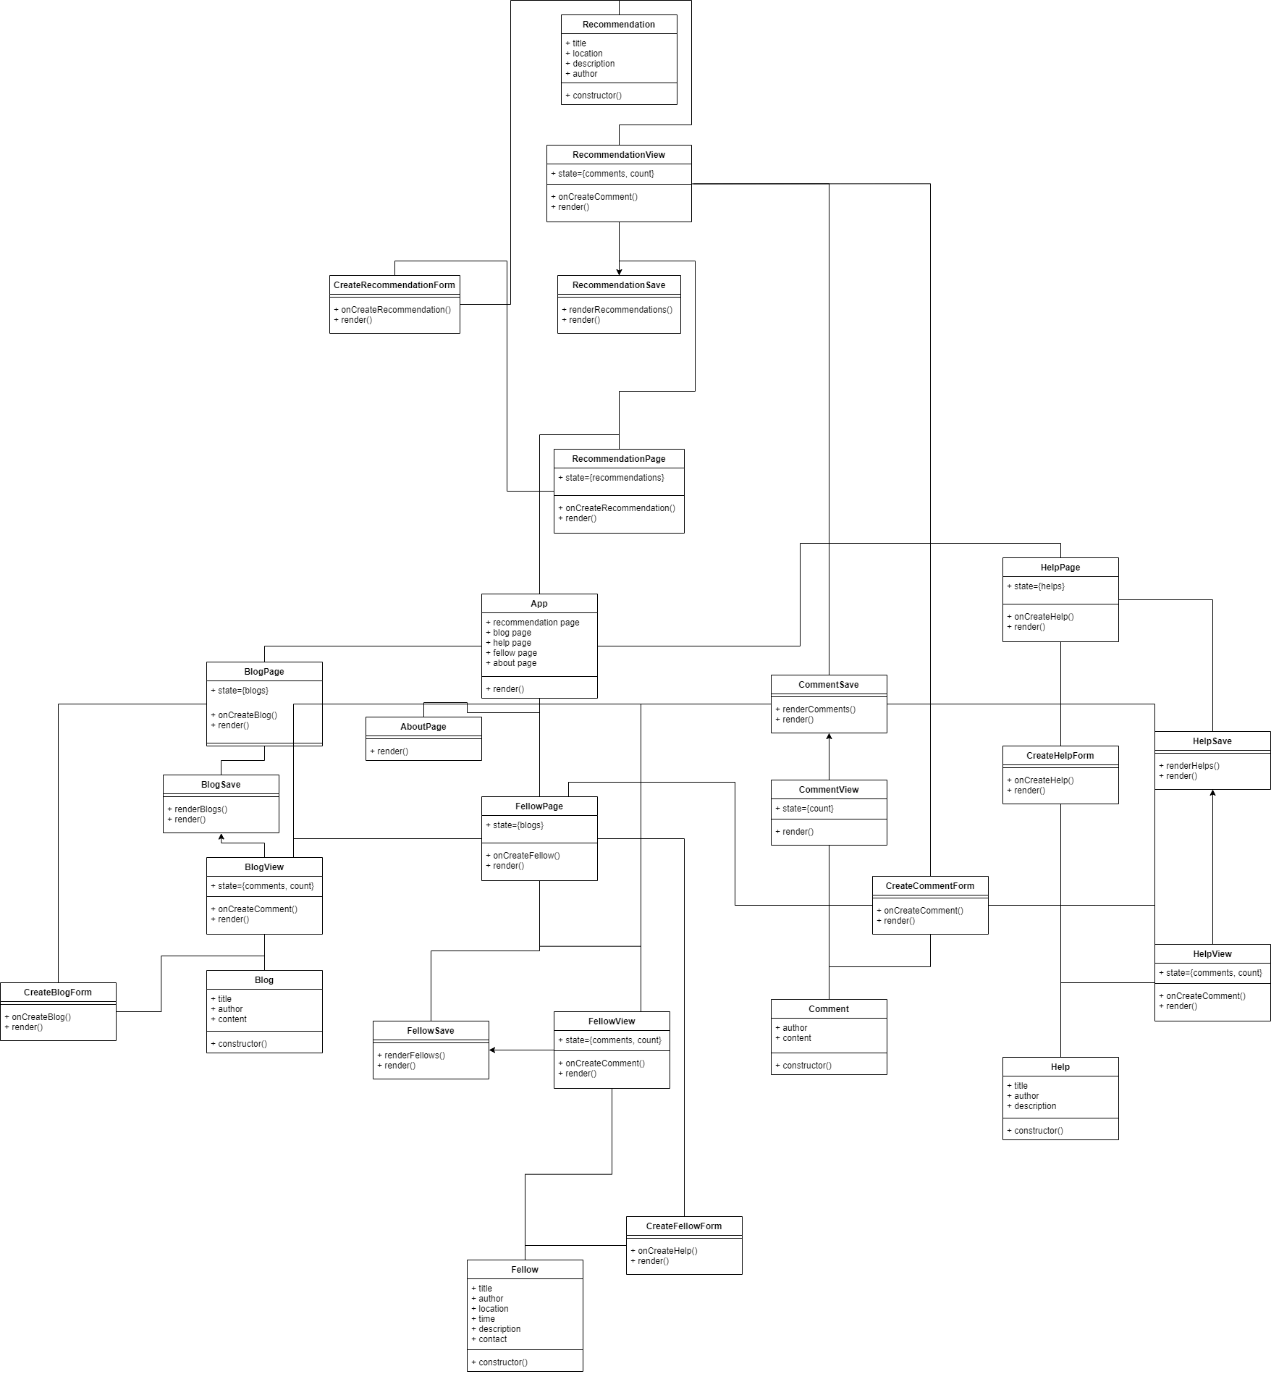 Recommendation
+ title
+ location
+ description
+ author
+ constructor()
RecommendationView
+ state={comments, count}
+ onCreateComment()
+ render()
CreateRecommendationForm
+ onCreateRecommendation()
+ render()
RecommendationSave
+ renderRecommendations()
+ render()
RecommendationPage
+ state={recommendations}
+ onCreateRecommendation()
+ render()
HelpPage
+ state={helps}
+ onCreateHelp()
+ render()
App
+ recommendation page
+ blog page
+ help page
+ fellow page
+ about page
+ render()
BlogPage
+ state={blogs}
+ onCreateBlog()
+ render()
AboutPage
+ render()
CommentSave
+ renderComments()
+ render()
HelpSave
+ renderHelps()
+ render()
CreateHelpForm
+ onCreateHelp()
+ render()
BlogSave
+ renderBlogs()
+ render()
FellowPage
+ state={blogs}
+ onCreateFellow()
+ render()
CommentView
+ state={count}
+ render()
BlogView
+ state={comments, count}
+ onCreateComment()
+ render()
CreateCommentForm
+ onCreateComment()
+ render()
HelpView
+ state={comments, count}
+ onCreateComment()
+ render()
CreateBlogForm
+ onCreateBlog()
+ render()
Blog
+ title
+ author
+ content
+ constructor()
FellowSave
+ renderFellows()
+ render()
FellowView
+ state={comments, count}
+ onCreateComment()
+ render()
Comment
+ author
+ content
+ constructor()
Help
+ title
+ author
+ description
+ constructor()
CreateFellowForm
+ onCreateHelp()
+ render()
Fellow
+ title
+ author
+ location
+ time
+ description
+ contact
+ constructor()